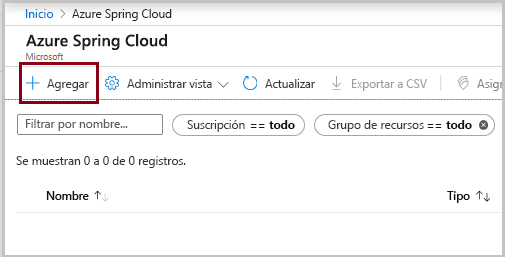 Inicio > Azure Spring Cloud
Azure Spring Cloud
Microsoft
+ Agregar Administrar vista Actualizar Exportar a CSV
Filtrar por nombre... Suscripción == todo Grupo de recursos == todo
Se muestran 0 a 0 de 0 registros.
Nombre ↑↓ Tipo ↑↓